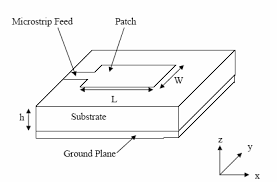 Microstrip Feed
Patch
W
L
h
Substrate
Ground Plane
z
y
x